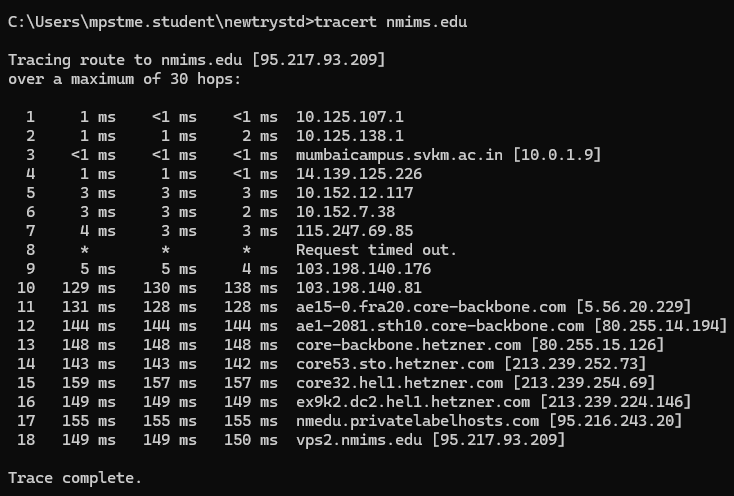 C:\Users\mpstme.student\newtrystd>tracert nmims.edu
Tracing route to nmims.edu [95.217.93.209]
over a maximum of 30 hops:
1 1 ms <1 ms <1 ms 10.125.107.1
2 1 ms 1 ms 2 ms 10.125.138.1
3 <1 ms <1 ms <1 ms mumbaicampus.svkm.ac.in [10.0.1.9]
4 1 ms 1 ms <1 ms 14.139.125.226
5 3 ms 3 ms 3 ms 10.152.12.117
6 3 ms 3 ms 2 ms 10.152.7.38
7 4 ms 3 ms 3 ms 115.247.69.85
8 * * * Request timed out.
9 5 ms 5 ms 4 ms 103.198.140.176
10 129 ms 130 ms 138 ms 103.198.140.81
11 131 ms 128 ms 128 ms ae15-0.fra20.core-backbone.com [5.56.20.229]
12 144 ms 144 ms 144 ms ae1-2081.sth10.core-backbone.com [80.255.14.194]
13 148 ms 148 ms 148 ms core-backbone.hetzner.com [80.255.15.126]
14 143 ms 143 ms 142 ms core53.sto.hetzner.com [213.239.252.73]
15 159 ms 157 ms 157 ms core32.hel1.hetzner.com [213.239.254.69]
16 149 ms 149 ms 149 ms ex9k2.dc2.hel1.hetzner.com [213.239.224.146]
17 155 ms 155 ms 155 ms nmedu.privatelabelhosts.com [95.216.243.20]
18 149 ms 149 ms 150 ms vps2.nmims.edu [95.217.93.209]
Trace complete.